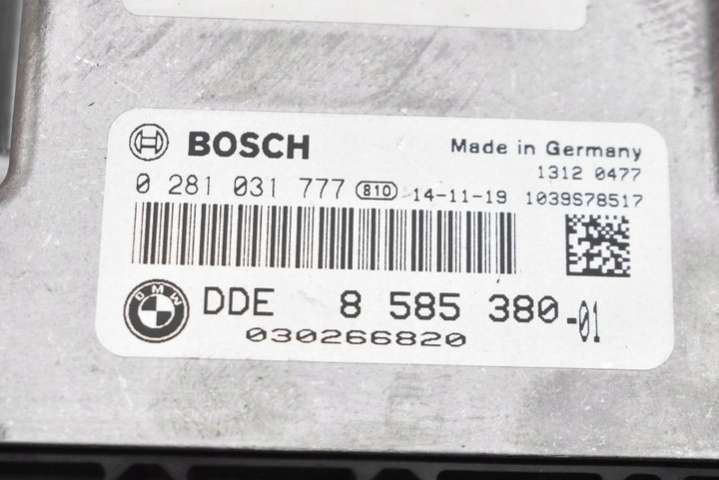 BOSCH Made in Germany
1312 0477
0 281 031 777 810 14-11-19 1039S78517
BMW DDE 8 585 380-01
030266820